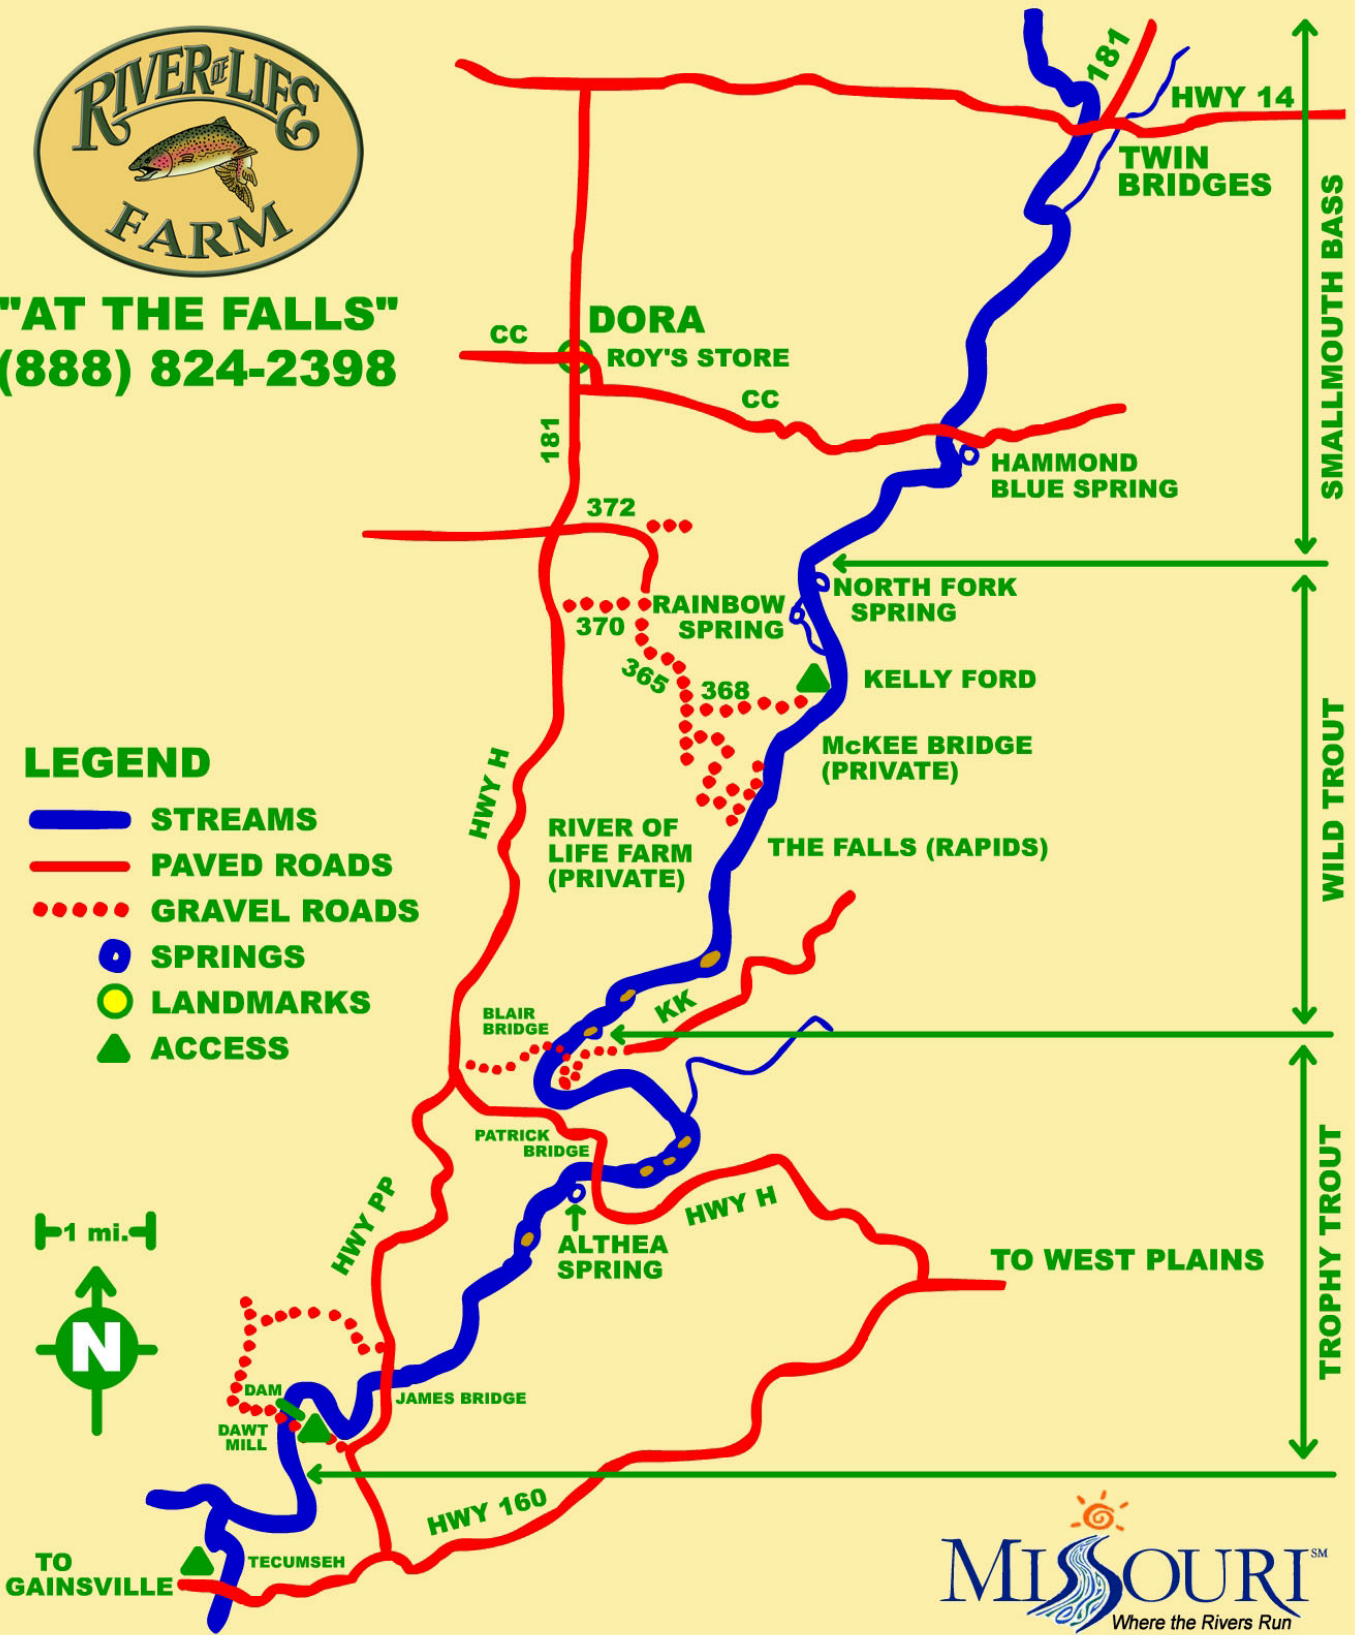 RIVER OF LIFE
FARM
"AT THE FALLS"
(888) 824-2398
181
HWY 14
TWIN
BRIDGES
SMALLMOUTH BASS
DORA
CC
ROY'S STORE
CC
181
HAMMOND
BLUE SPRING
372
NORTH FORK
SPRING
RAINBOW
SPRING
370
365
368
KELLY FORD
McKEE BRIDGE
(PRIVATE)
WILD TROUT
HWY H
RIVER OF
LIFE FARM
(PRIVATE)
THE FALLS (RAPIDS)
LEGEND
STREAMS
PAVED ROADS
GRAVEL ROADS
SPRINGS
LANDMARKS
ACCESS
KK
BLAIR
BRIDGE
PATRICK
BRIDGE
HWY PP
HWY H
ALTHEA
SPRING
TO WEST PLAINS
TROPHY TROUT
1 mi.
N
DAM
JAMES BRIDGE
DAWT
MILL
HWY 160
TO
GAINSVILLE
TECUMSEH
MISSOURI SM
Where the Rivers Run